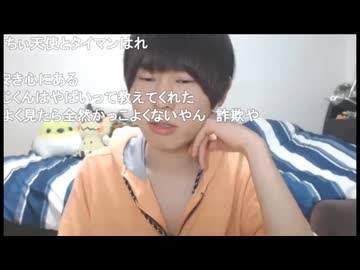 ちぃ天使とタイマンはれ
き心にある
くんはやばいって教えてくれた
よく見たら全然かっこよくないやん 詐欺や